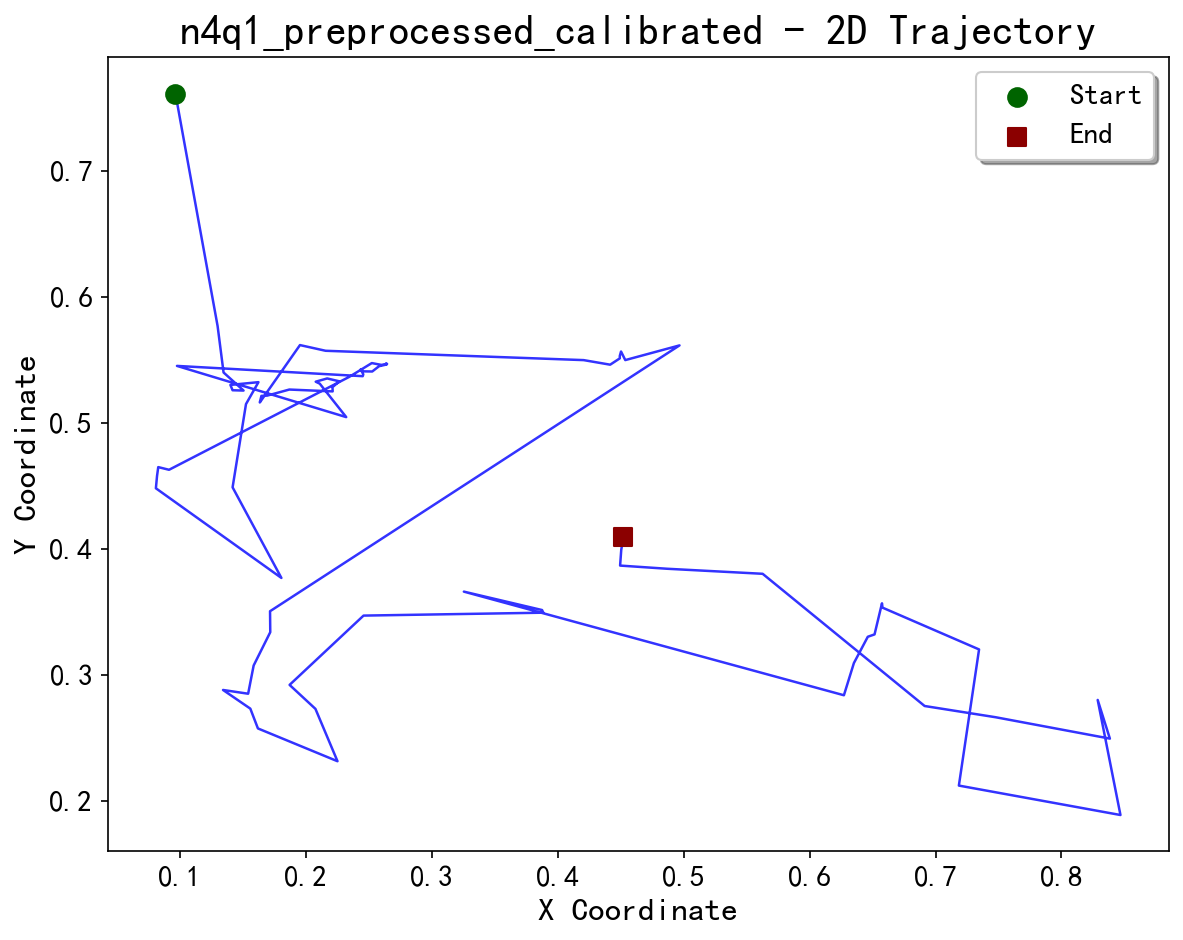 n4q1_preprocessed_calibrated - 2D Trajectory
Start
End
Y Coordinate
0.7
0.6
0.5
0.4
0.3
0.2
0.1 0.2 0.3 0.4 0.5 0.6 0.7 0.8
X Coordinate